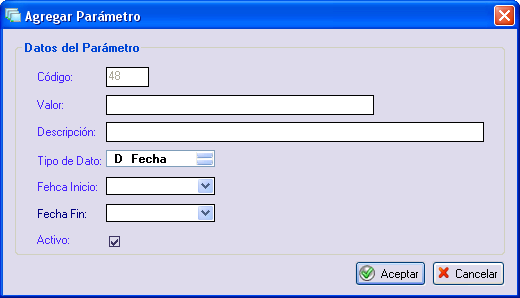 Agregar Parámetro
Datos del Parámetro
Código: 48
Valor:
Descripción:
Tipo de Dato: D Fecha
Fehca Inicio:
Fecha Fin:
Activo:
Aceptar Cancelar